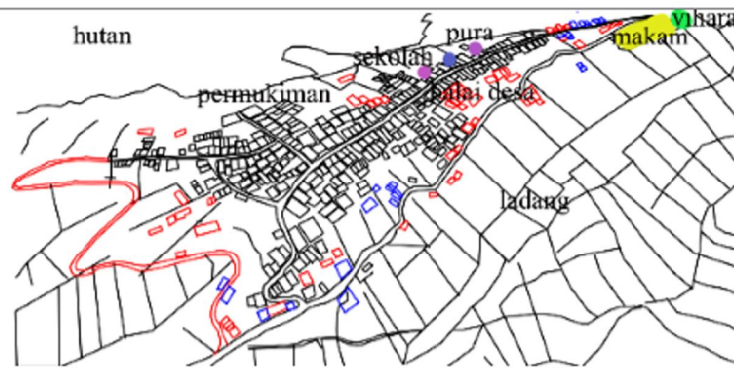 vihara
hutan
pura
makam
sekolah
permukiman
balai desa
ladang